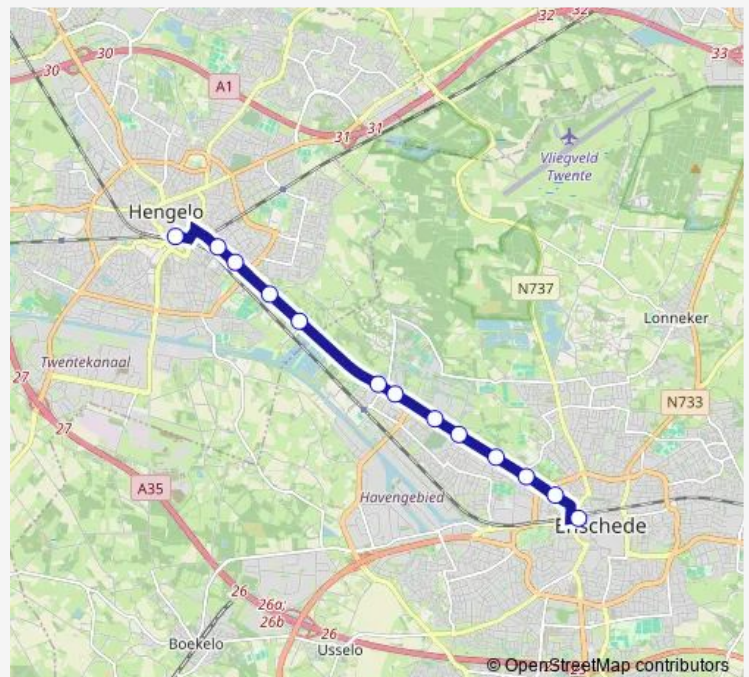 32
32
33
30
30
A1
31
31
Vliegveld
Twente
Hengelo
N737
Lonneker
Twentekanaal
27
N733
27
A35
Havengebied
Enschede
26
26a;
26b
26
Boekelo
Usselo
© OpenStreetMap contributors